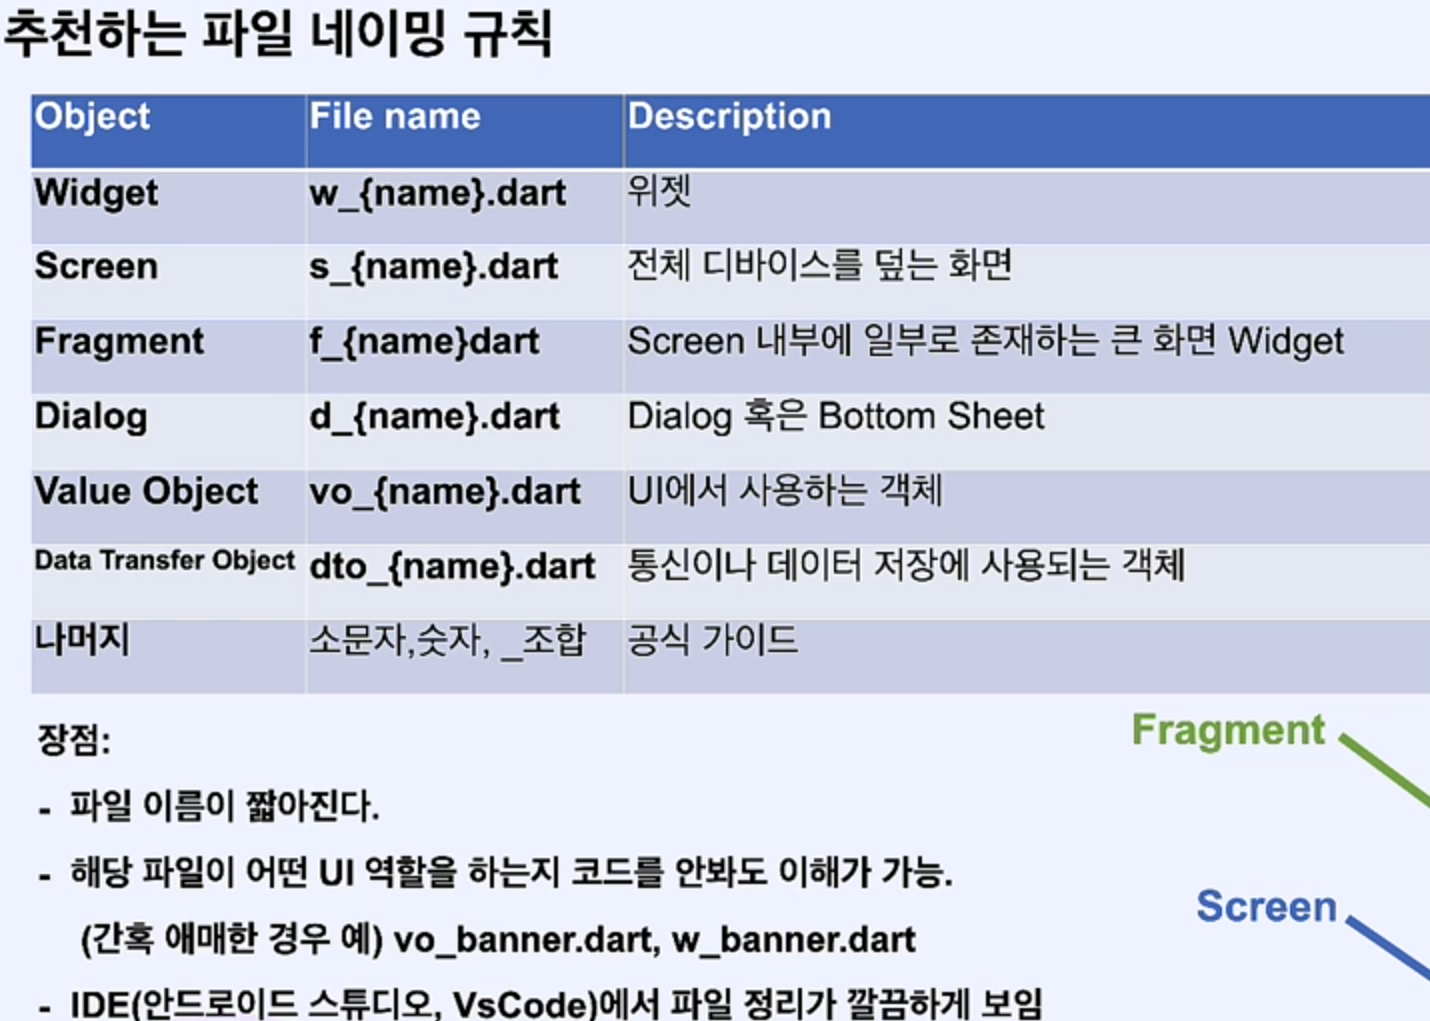 추천하는 파일 네이밍 규칙
Object File name Description
Widget w_{name}.dart 위젯
Screen s_{name}.dart 전체 디바이스를 덮는 화면
Fragment f_{name}dart Screen 내부에 일부로 존재하는 큰 화면 Widget
Dialog d_{name}.dart Dialog 혹은 Bottom Sheet
Value Object vo_{name}.dart UI에서 사용하는 객체
Data Transfer Object dto_{name}.dart 통신이나 데이터 저장에 사용되는 객체
나머지 소문자,숫자, _조합 공식 가이드
장점:
- 파일 이름이 짧아진다.
- 해당 파일이 어떤 UI 역할을 하는지 코드를 안봐도 이해가 가능.
(간혹 애매한 경우 예) vo_banner.dart, w_banner.dart
- IDE(안드로이드 스튜디오, VsCode)에서 파일 정리가 깔끔하게 보임
Fragment
Screen